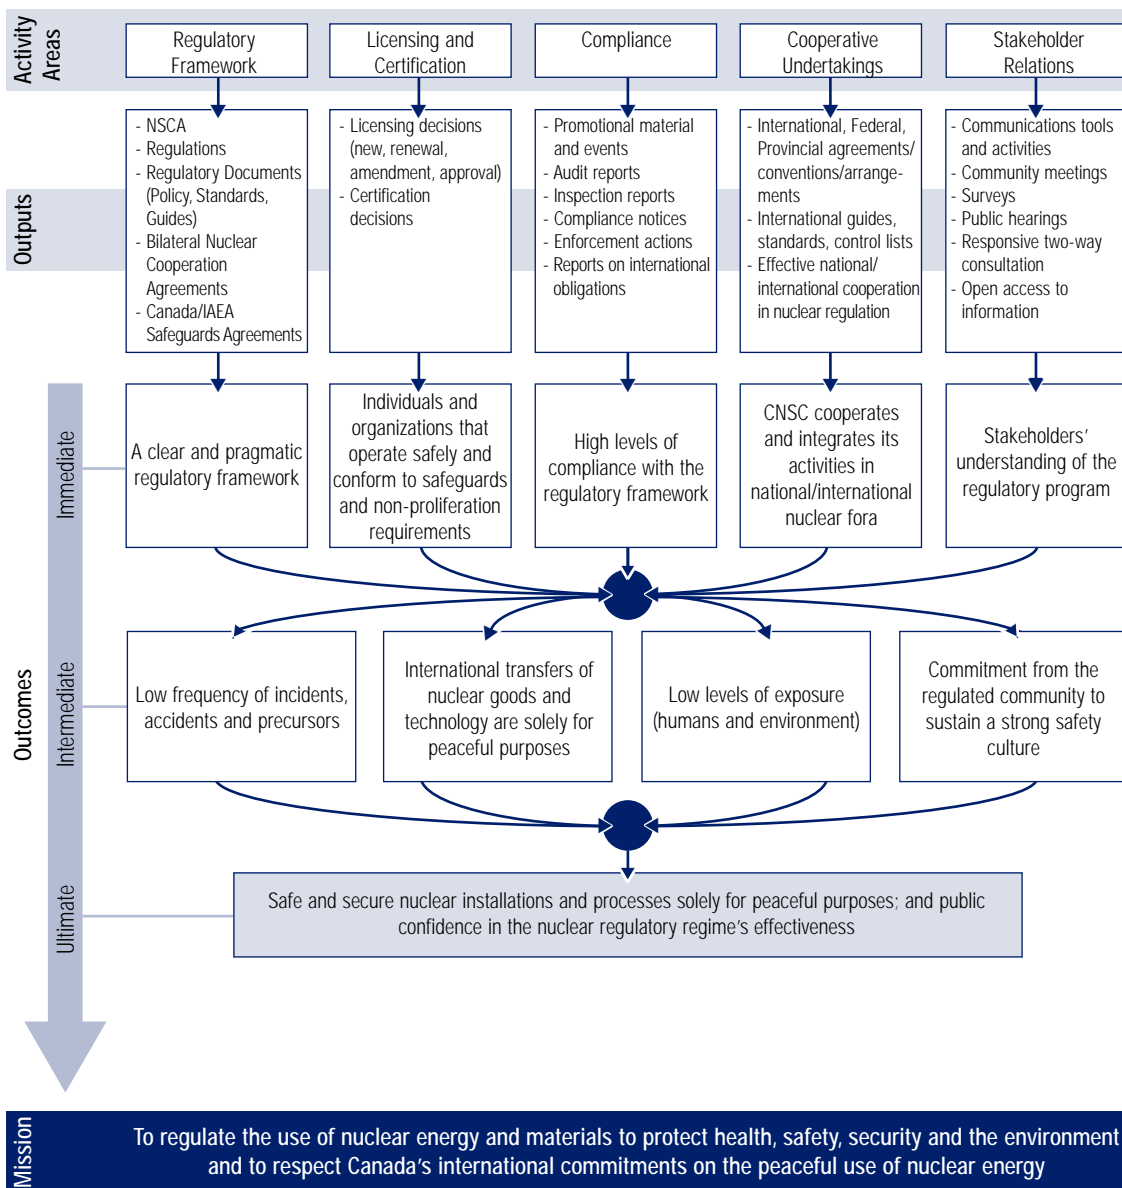 Activity
Areas
Regulatory
Framework
Licensing and
Certification
Compliance
Cooperative
Undertakings
Stakeholder
Relations
Outputs
- NSCA
- Regulations
- Regulatory Documents
(Policy, Standards,
Guides)
- Bilateral Nuclear
Cooperation
Agreements
- Canada/IAEA
Safeguards Agreements
- Licensing decisions
(new, renewal,
amendment, approval)
- Certification
decisions
- Promotional material
and events
- Audit reports
- Inspection reports
- Compliance notices
- Enforcement actions
- Reports on international
obligations
- International, Federal,
Provincial agreements/
conventions/arrange-
ments
- International guides,
standards, control lists
- Effective national/
international cooperation
in nuclear regulation
- Communications tools
and activities
- Community meetings
- Surveys
- Public hearings
- Responsive two-way
consultation
- Open access to
information
Outcomes
Immediate
A clear and pragmatic
regulatory framework
Individuals and
organizations that
operate safely and
conform to safeguards
and non-proliferation
requirements
High levels of
compliance with the
regulatory framework
CNSC cooperates
and integrates its
activities in
national/international
nuclear fora
Stakeholders’
understanding of the
regulatory program
Intermediate
Low frequency of incidents,
accidents and precursors
International transfers of
nuclear goods and
technology are solely for
peaceful purposes
Low levels of exposure
(humans and environment)
Commitment from the
regulated community to
sustain a strong safety
culture
Ultimate
Safe and secure nuclear installations and processes solely for peaceful purposes; and public
confidence in the nuclear regulatory regime’s effectiveness
Mission
To regulate the use of nuclear energy and materials to protect health, safety, security and the environment
and to respect Canada’s international commitments on the peaceful use of nuclear energy